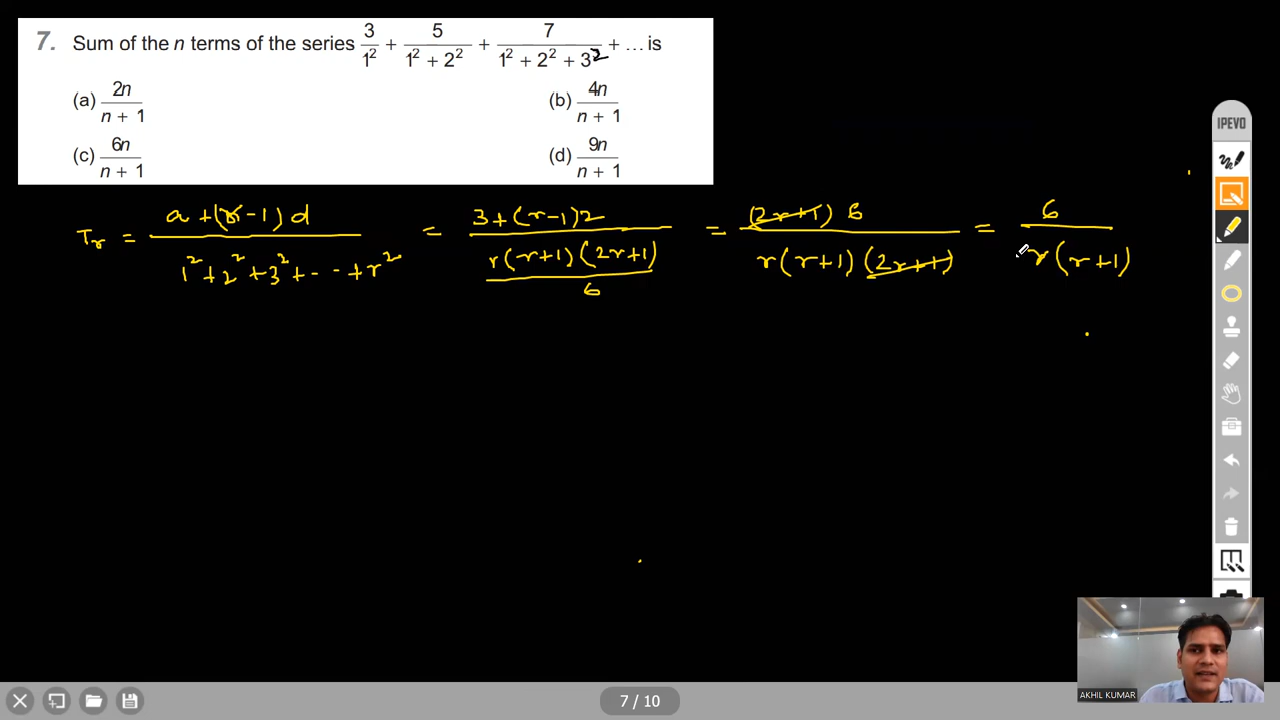 7. Sum of the n terms of the series 3/1² + 5/(1² + 2²) + 7/(1² + 2² + 3²) + ... is
(a) 2n/(n + 1) (b) 4n/(n + 1)
(c) 6n/(n + 1) (d) 9n/(n + 1)
Tr = (a + (r-1) d)/(1² + 2² + 3² + --- + r²) = (3 + (r-1)2)/(r(r+1)(2r+1)/6) = ((2r+1) 6)/(r(r+1)(2r+1)) = 6/(r(r+1))
IPEVO
AKHIL KUMAR
7 / 10